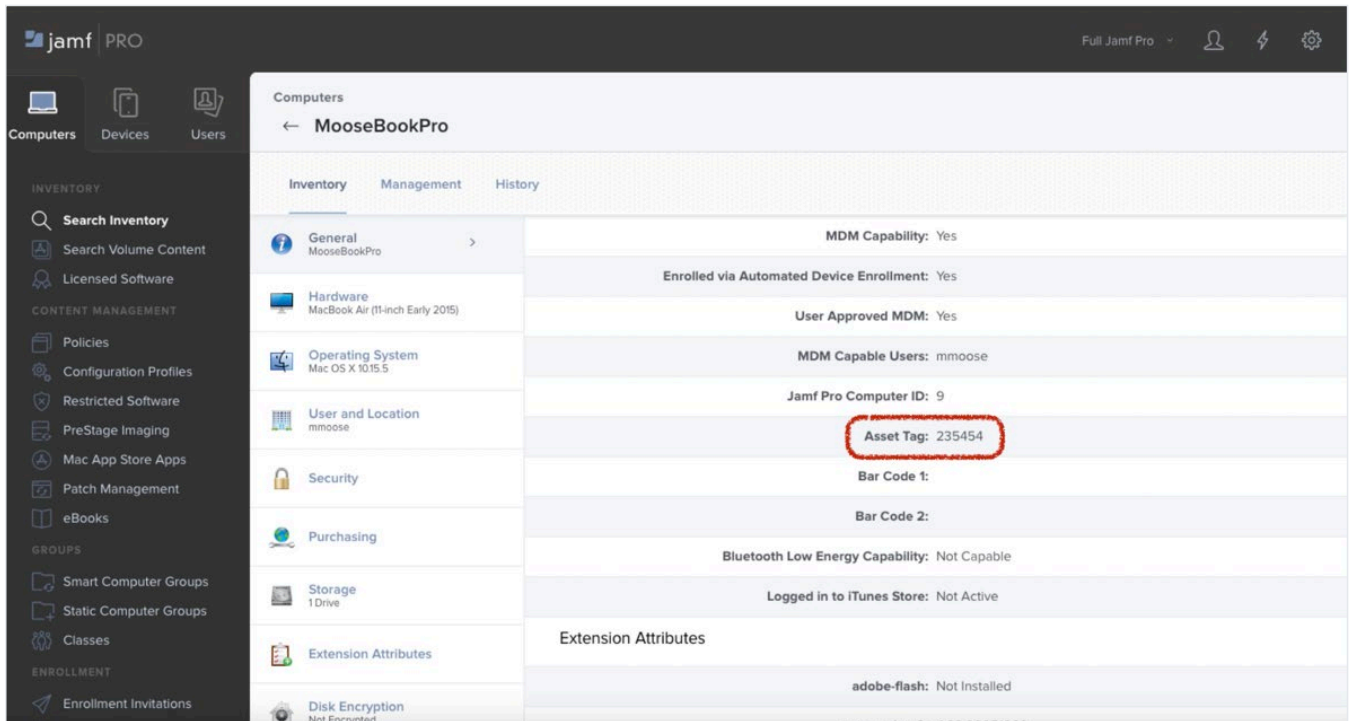 jamf PRO
Full Jamf Pro
Computers
Devices
Users
INVENTORY
Search Inventory
Search Volume Content
Licensed Software
CONTENT MANAGEMENT
Policies
Configuration Profiles
Restricted Software
PreStage Imaging
Mac App Store Apps
Patch Management
eBooks
GROUPS
Smart Computer Groups
Static Computer Groups
Classes
ENROLLMENT
Enrollment Invitations
Computers
← MooseBookPro
Inventory
Management
History
General
MooseBookPro
Hardware
MacBook Air (11-inch Early 2015)
Operating System
Mac OS X 10.15.5
User and Location
mmoose
Security
Purchasing
Storage
1 Drive
Extension Attributes
Disk Encryption
Not Encrypted
MDM Capability: Yes
Enrolled via Automated Device Enrollment: Yes
User Approved MDM: Yes
MDM Capable Users: mmoose
Jamf Pro Computer ID: 9
Asset Tag: 235454
Bar Code 1:
Bar Code 2:
Bluetooth Low Energy Capability: Not Capable
Logged in to iTunes Store: Not Active
Extension Attributes
adobe-flash: Not Installed